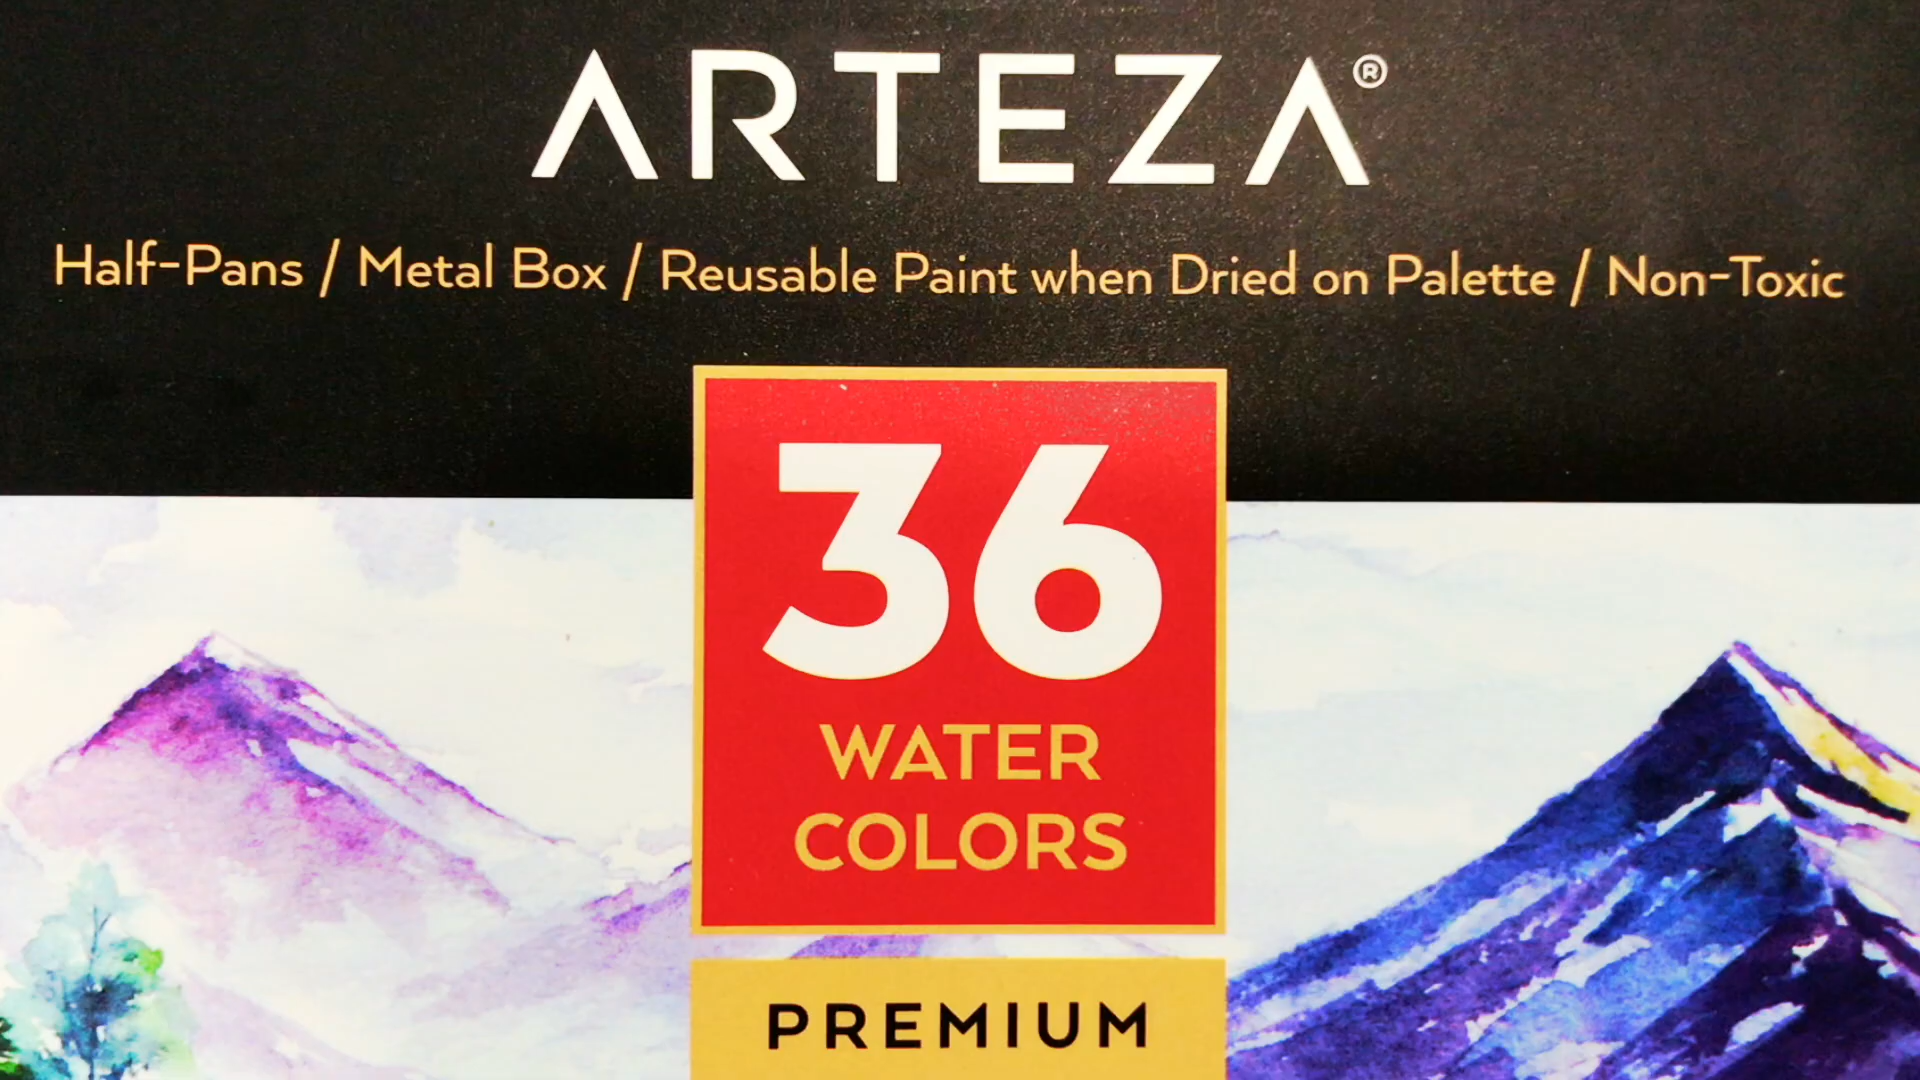 ARTEZA®
Half-Pans / Metal Box / Reusable Paint when Dried on Palette / Non-Toxic
36
WATER
COLORS
PREMIUM